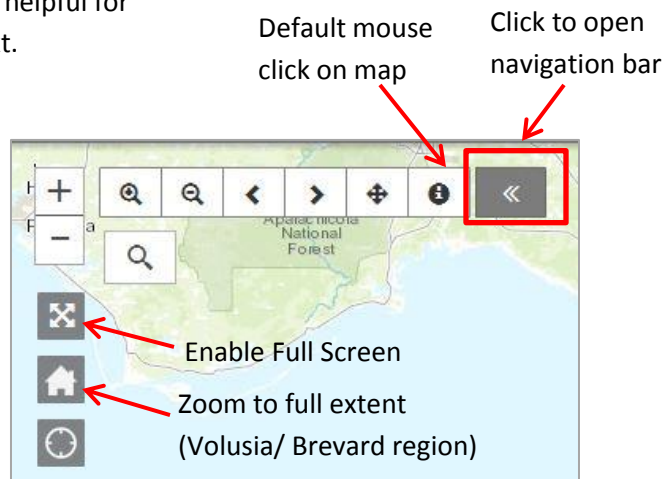 helpful for
t.
Default mouse
click on map
Click to open
navigation bar
H
F
a
Apalachicola
National
Forest
Enable Full Screen
Zoom to full extent
(Volusia/ Brevard region)